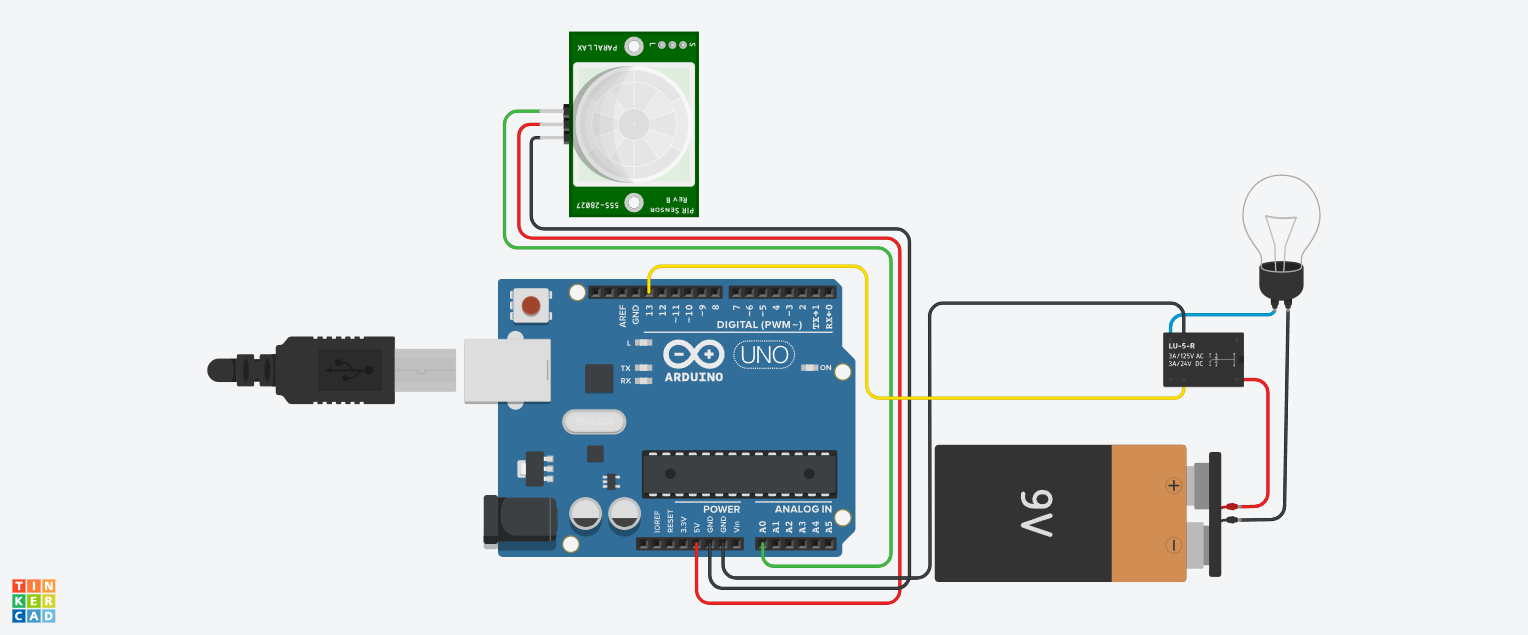 PARALLAX
L S
555-28027
PIR SENSOR
REV B
AREF
GND
13
12
~11
~10
~9
8
7
~6
~5
4
~3
2
TX→1
RX←0
DIGITAL (PWM~)
L
TX
RX
ARDUINO
UNO
ON
LU-5-R
3A/125V AC
3A/24V DC
POWER
ANALOG IN
IOREF
RESET
3.3V
5V
GND
GND
Vin
A0
A1
A2
A3
A4
A5
9V
+
-
TIN
KER
CAD